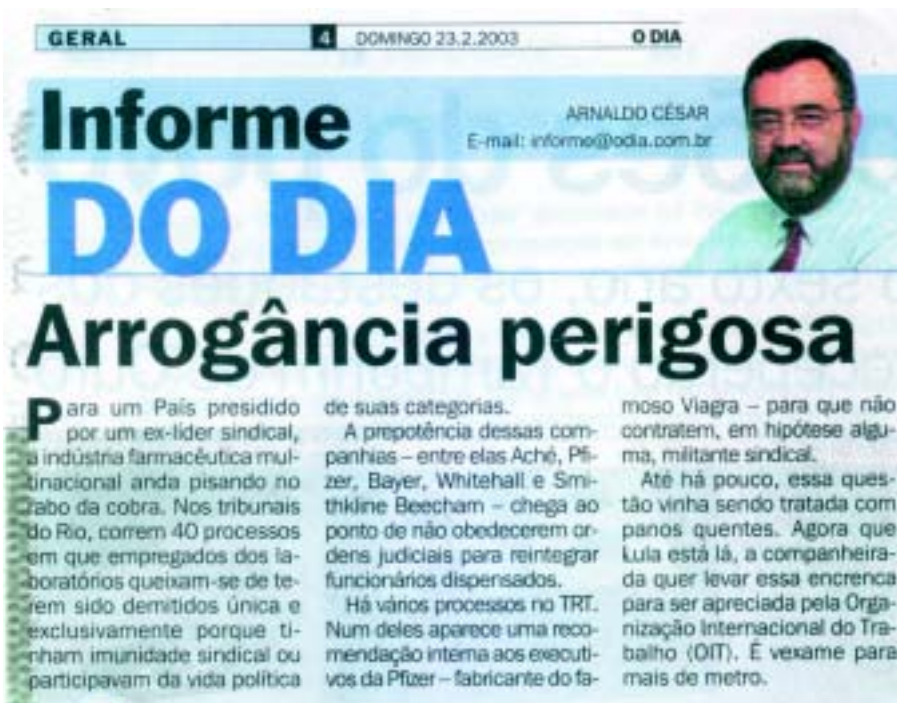 GERAL 4 DOMINGO 23.2.2003 O DIA
Informe
DO DIA
ARNALDO CÉSAR
E-mail: informe@odia.com.br
Arrogância perigosa
Para um País presidido
por um ex-líder sindical,
a indústria farmacêutica mul-
tinacional anda pisando no
rabo da cobra. Nos tribunais
do Rio, correm 40 processos
em que empregados dos la-
boratórios queixam-se de te-
rem sido demitidos única e
exclusivamente porque ti-
nham imunidade sindical ou
participavam da vida política
de suas categorias.
A prepotência dessas com-
panhias – entre elas Aché, Pfi-
zer, Bayer, Whitehall e Smi-
thkline Beecham – chega ao
ponto de não obedecerem or-
dens judiciais para reintegrar
funcionários dispensados.
Há vários processos no TRT.
Num deles aparece uma reco-
mendação interna aos executi-
vos da Pfizer – fabricante do fa-
moso Viagra – para que não
contratem, em hipótese algu-
ma, militante sindical.
Até há pouco, essa ques-
tão vinha sendo tratada com
panos quentes. Agora que
Lula está lá, a companheira-
da quer levar essa encrenca
para ser apreciada pela Orga-
nização Internacional do Tra-
balho (OIT). É vexame para
mais de metro.